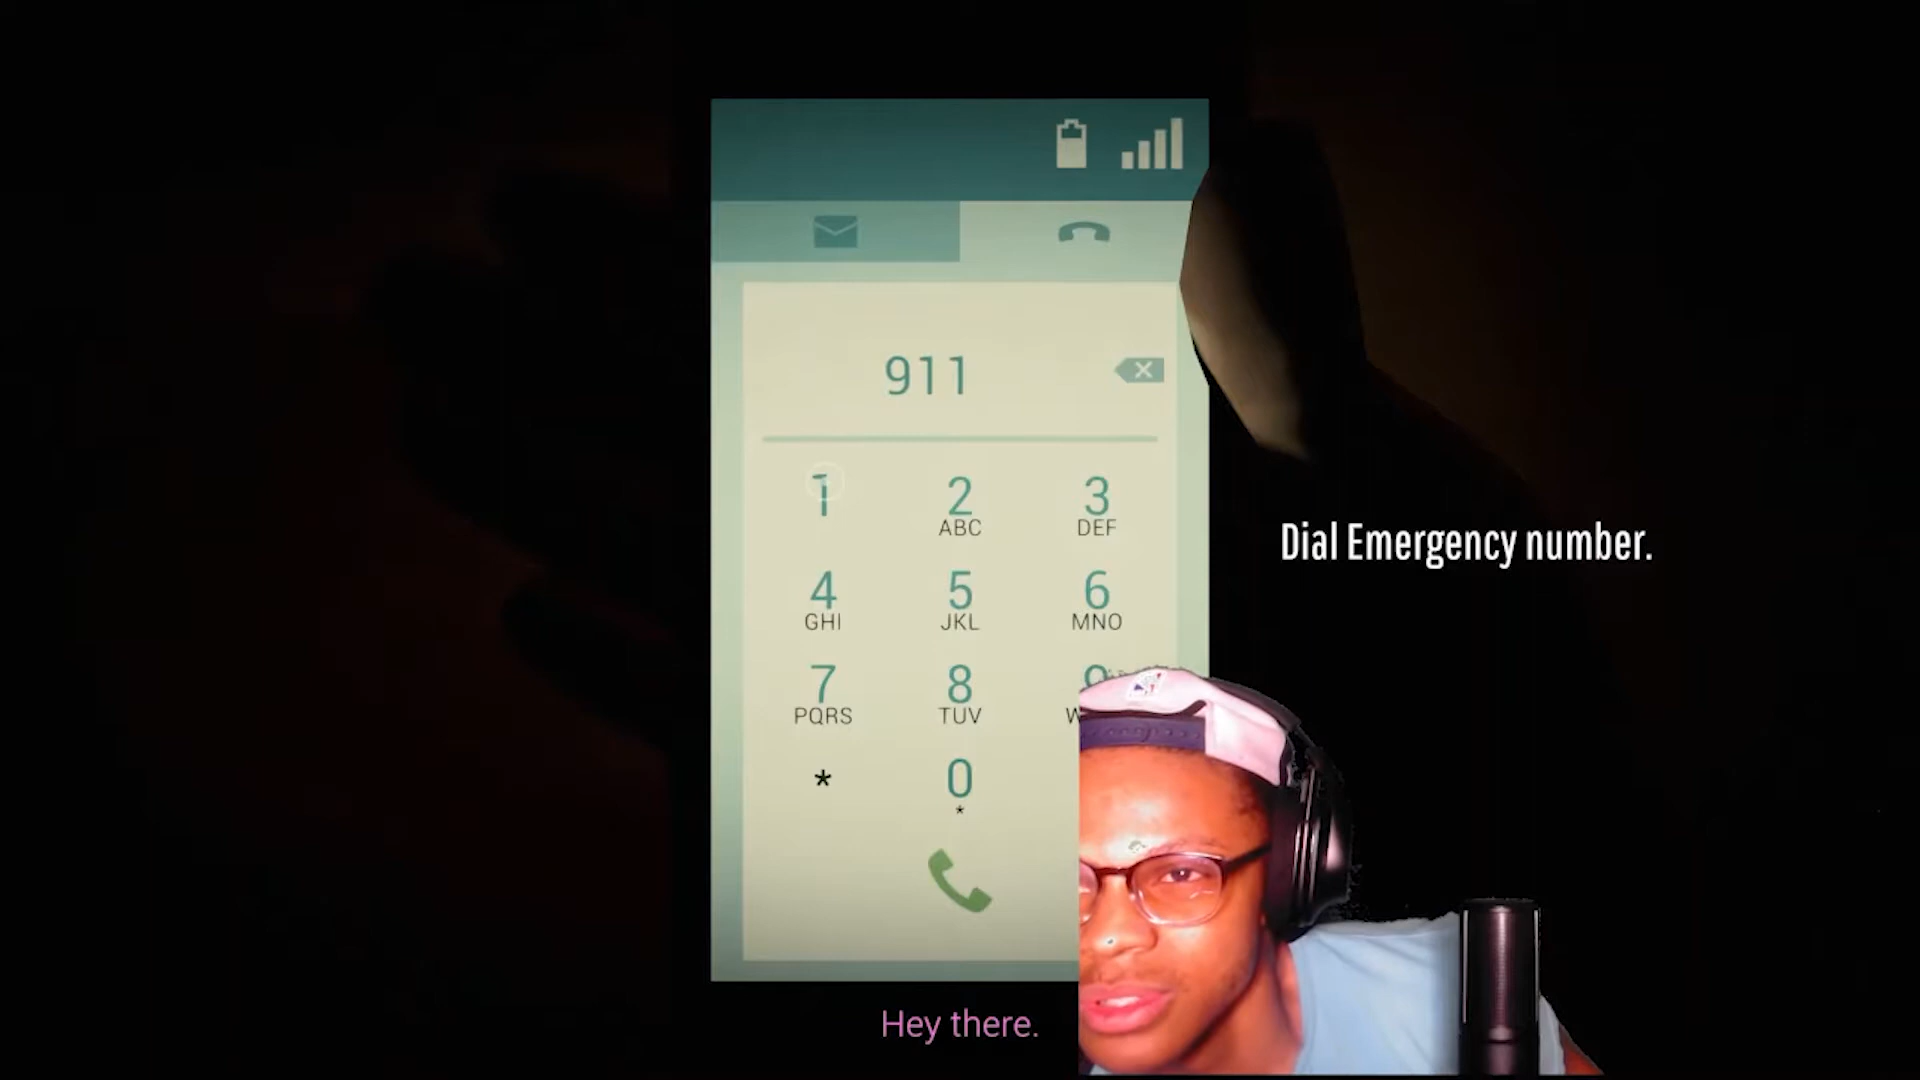 911
1
2
ABC
3
DEF
4
GHI
5
JKL
6
MNO
7
PQRS
8
TUV
9
W
*
0
*
Dial Emergency number.
Hey there.